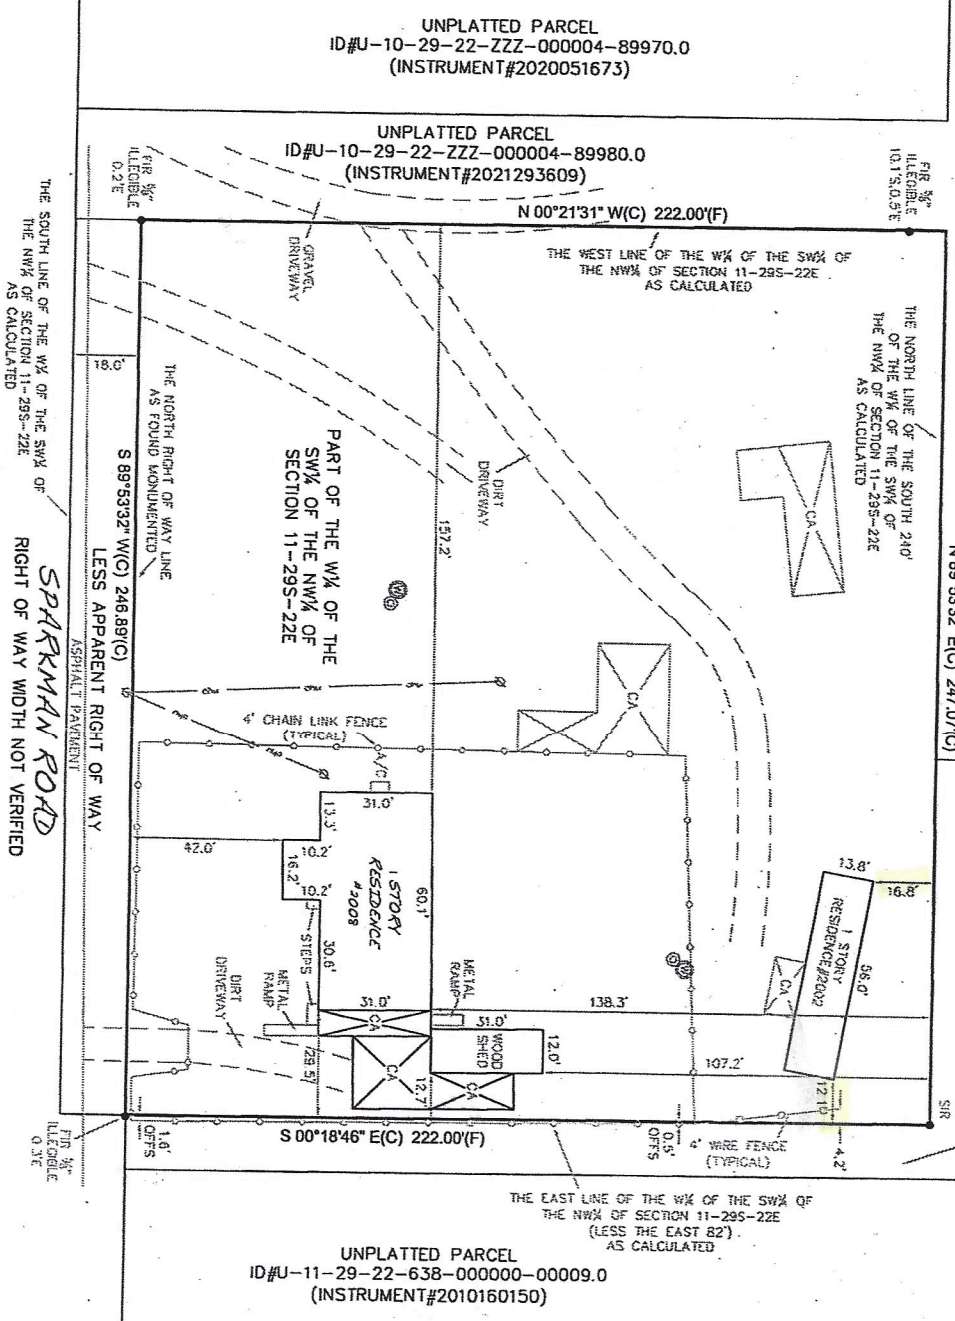 UNPLATTED PARCEL
ID#U-10-29-22-ZZZ-000004-89970.0
(INSTRUMENT#2020051673)
UNPLATTED PARCEL
ID#U-10-29-22-ZZZ-000004-89980.0
(INSTRUMENT#2021293609)
FIR ⅝"
ILLEGIBLE
0.2'E
FIR ⅝"
ILLEGIBLE
10.1'S,0.5'E
N 00°21'31" W(C) 222.00'(F)
THE WEST LINE OF THE W½ OF THE SW¼ OF
THE NW¼ OF SECTION 11-29S-22E
AS CALCULATED
GRAVEL
DRIVEWAY
THE NORTH LINE OF THE SOUTH 240'
OF THE W½ OF THE SW¼ OF
THE NW¼ OF SECTION 11-29S-22E
AS CALCULATED
THE SOUTH LINE OF THE W½ OF THE SW¼ OF
THE NW¼ OF SECTION 11-29S-22E
AS CALCULATED
18.0'
THE NORTH RIGHT OF WAY LINE
AS FOUND MONUMENTED
S 89°53'32" W(C) 246.89'(C)
LESS APPARENT RIGHT OF WAY
ASPHALT PAVEMENT
SPARKMAN ROAD
RIGHT OF WAY WIDTH NOT VERIFIED
PART OF THE W½ OF THE
SW¼ OF THE NW¼ OF
SECTION 11-29S-22E
DIRT
DRIVEWAY
157.2'
CA
N 89°53'32" E(C) 247.07'(C)
CA
W
4' CHAIN LINK FENCE
(TYPICAL)
A/C
31.0'
13.3'
42.0'
10.2'
16.2'
10.2'
1 STORY
RESIDENCE
#2008
60.1'
30.6'
STEPS
METAL
RAMP
DIRT
DRIVEWAY
31.0'
CA
METAL
RAMP
31.0'
WOOD
SHED
12.0'
CA
12.7'
29.5'
138.3'
107.2'
W
13.8'
16.8'
1 STORY
RESIDENCE#2002
56.0'
CA
12.10
SIR
4.2'
4' WIRE FENCE
(TYPICAL)
0.5'
OFFS
1.6'
OFFS
S 00°18'46" E(C) 222.00'(F)
FIR ⅝"
ILLEGIBLE
0.3'E
THE EAST LINE OF THE W½ OF THE SW¼ OF
THE NW¼ OF SECTION 11-29S-22E
(LESS THE EAST 82')
AS CALCULATED
UNPLATTED PARCEL
ID#U-11-29-22-638-000000-00009.0
(INSTRUMENT#2010160150)